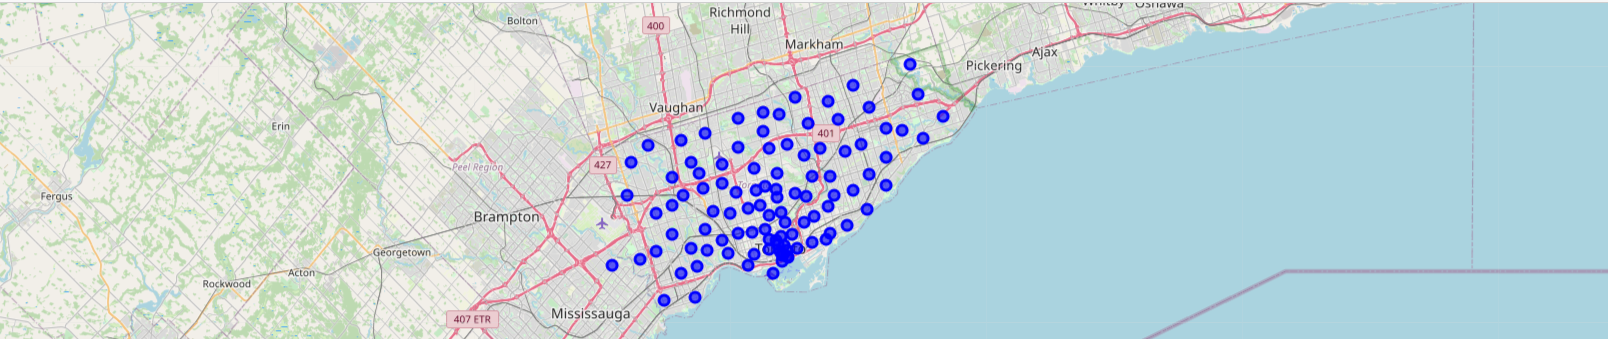 Whitby Oshawa
Bolton
400
Richmond
Hill
Markham
Ajax
Pickering
Vaughan
Erin
401
427
Peel Region
Fergus
Brampton
Georgetown
Acton
Rockwood
Mississauga
407 ETR